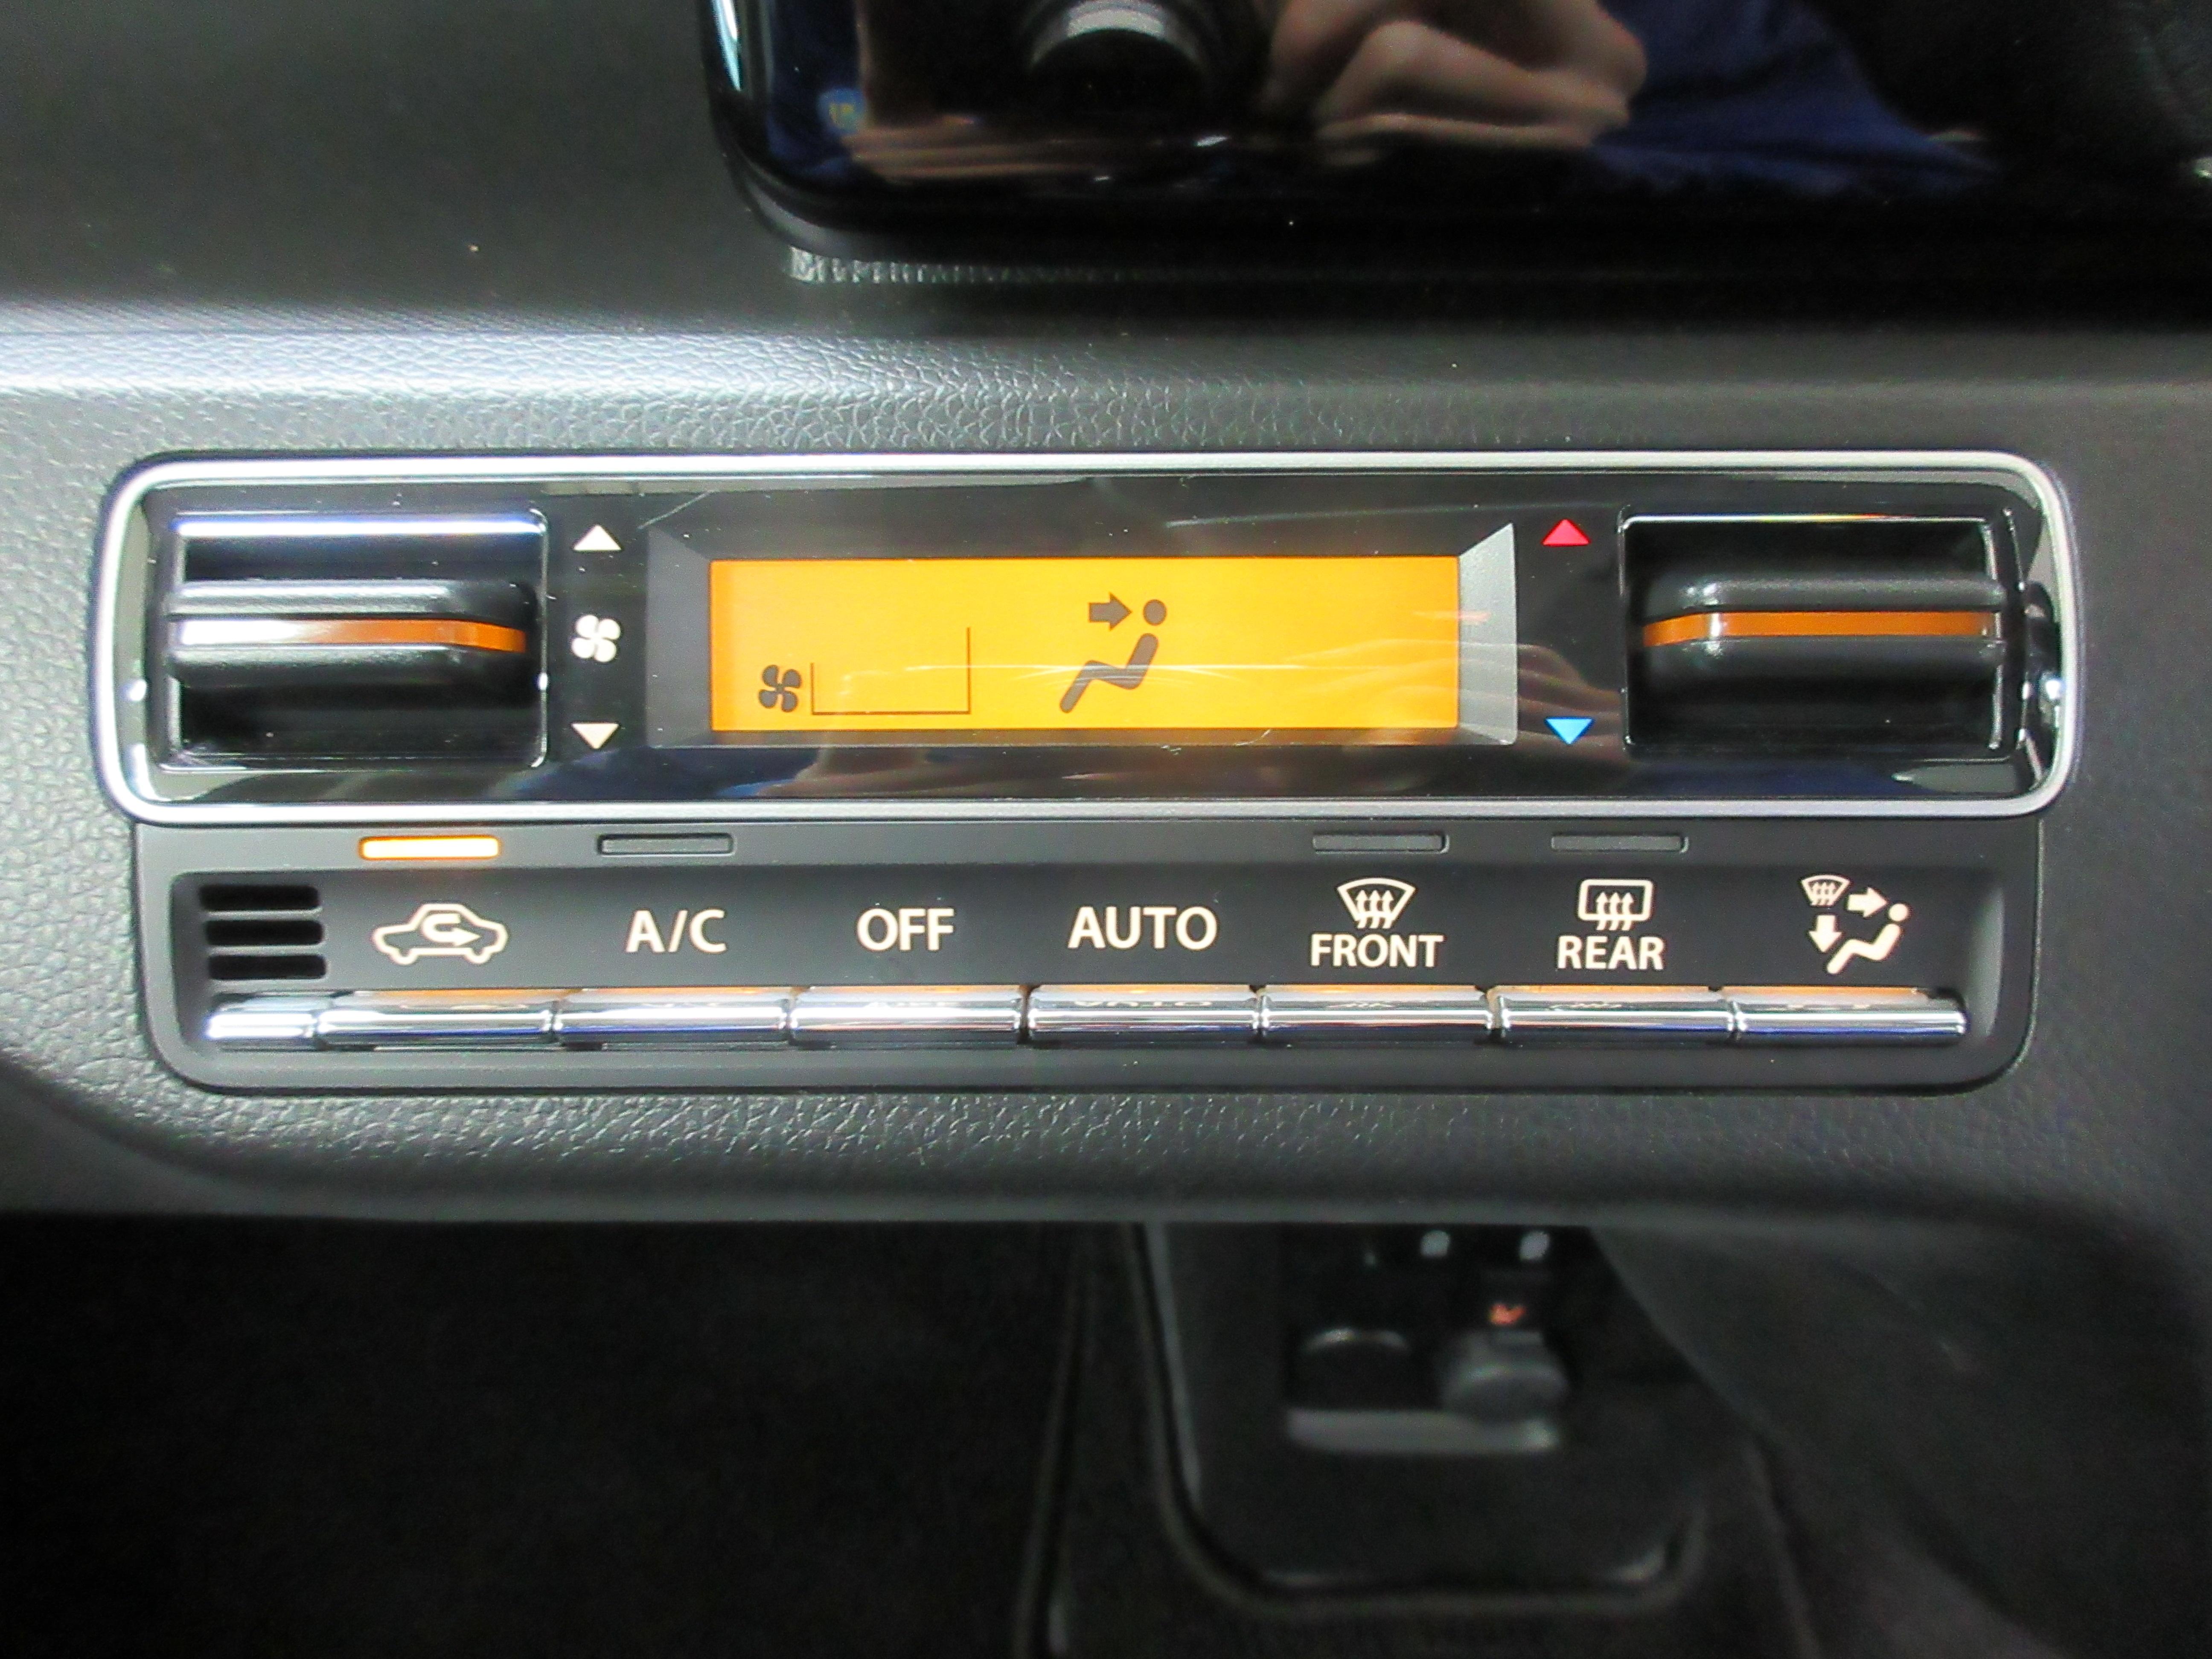 A/C
OFF
AUTO
FRONT
REAR